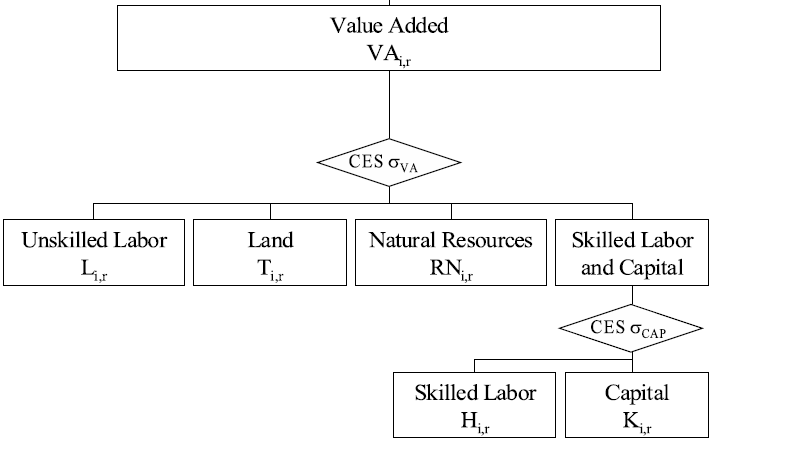 Value Added
VAi,r
CES σVA
Unskilled Labor
Li,r
Land
Ti,r
Natural Resources
RNi,r
Skilled Labor
and Capital
CES σCAP
Skilled Labor
Hi,r
Capital
Ki,r